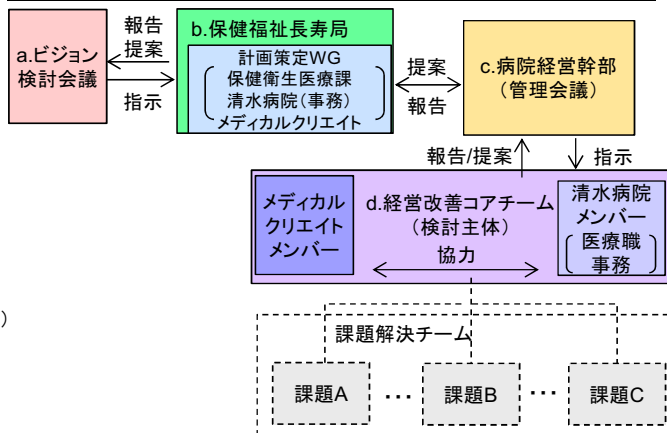 a.ビジョン
検討会議
報告
提案
指示
b.保健福祉長寿局
計画策定WG
保健衛生医療課
清水病院（事務）
メディカルクリエイト
提案
報告
c.病院経営幹部
（管理会議）
報告/提案
指示
メディカル
クリエイト
メンバー
d.経営改善コアチーム
（検討主体）
協力
清水病院
メンバー
医療職
事務
）
課題解決チーム
課題A
･･･
課題B
･･･
課題C